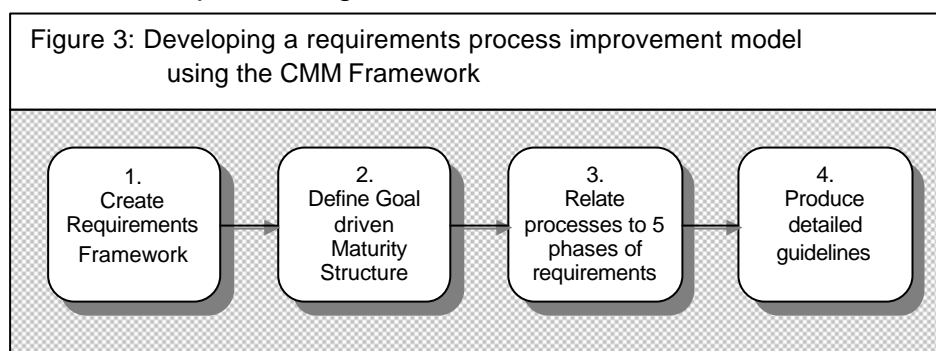 Figure 3: Developing a requirements process improvement model
using the CMM Framework
1.
Create
Requirements
Framework
2.
Define Goal
driven
Maturity
Structure
3.
Relate
processes to 5
phases of
requirements
4.
Produce
detailed
guidelines